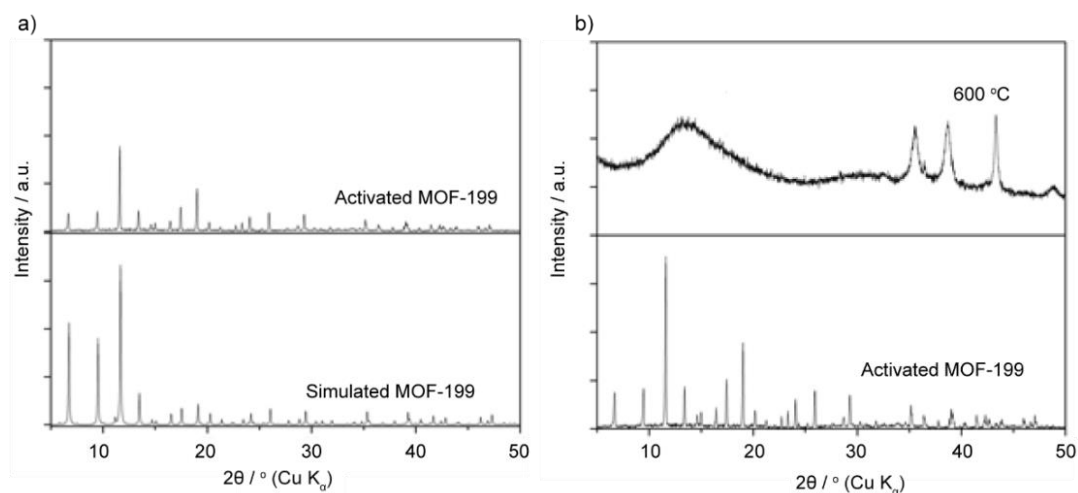 a)
Intensity / a.u.
Activated MOF-199
Simulated MOF-199
10 20 30 40 50
2θ / ° (Cu Kα)
b)
Intensity / a.u.
600 °C
Activated MOF-199
10 20 30 40 50
2θ / ° (Cu Kα)